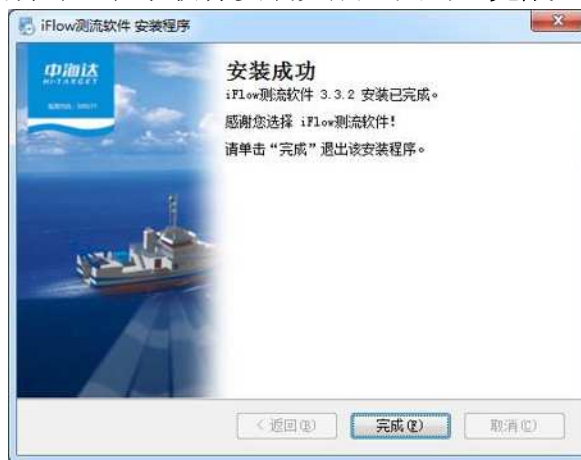 iFlow测流软件 安装程序
中海达
HI-TARGET
安装成功
iFlow测流软件 3.3.2 安装已完成。
感谢您选择 iFlow测流软件!
请单击“完成”退出该安装程序。
< 返回(B)
完成(F)
取消(C)